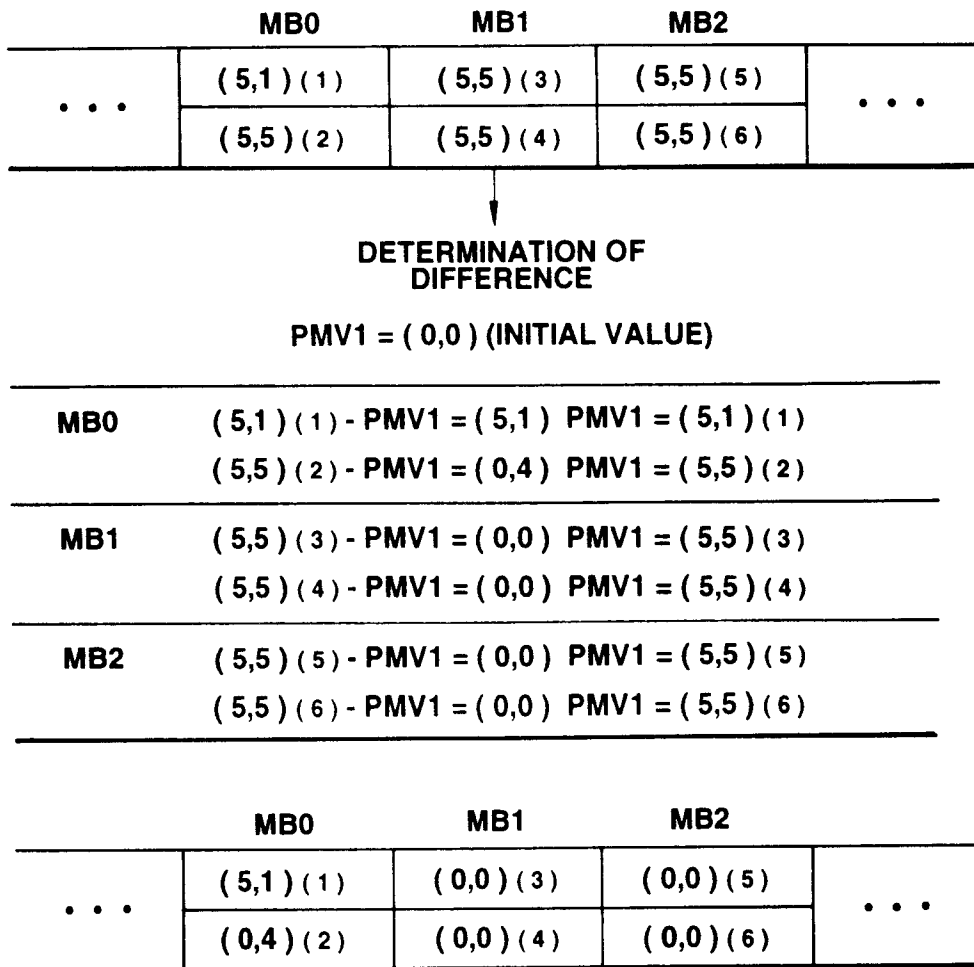 MB0 MB1 MB2
• • • (5,1)(1) (5,5)(3) (5,5)(5) • • •
(5,5)(2) (5,5)(4) (5,5)(6)
DETERMINATION OF
DIFFERENCE
PMV1 = (0,0) (INITIAL VALUE)
MB0 (5,1)(1) - PMV1 = (5,1) PMV1 = (5,1)(1)
(5,5)(2) - PMV1 = (0,4) PMV1 = (5,5)(2)
MB1 (5,5)(3) - PMV1 = (0,0) PMV1 = (5,5)(3)
(5,5)(4) - PMV1 = (0,0) PMV1 = (5,5)(4)
MB2 (5,5)(5) - PMV1 = (0,0) PMV1 = (5,5)(5)
(5,5)(6) - PMV1 = (0,0) PMV1 = (5,5)(6)
MB0 MB1 MB2
• • • (5,1)(1) (0,0)(3) (0,0)(5) • • •
(0,4)(2) (0,0)(4) (0,0)(6)